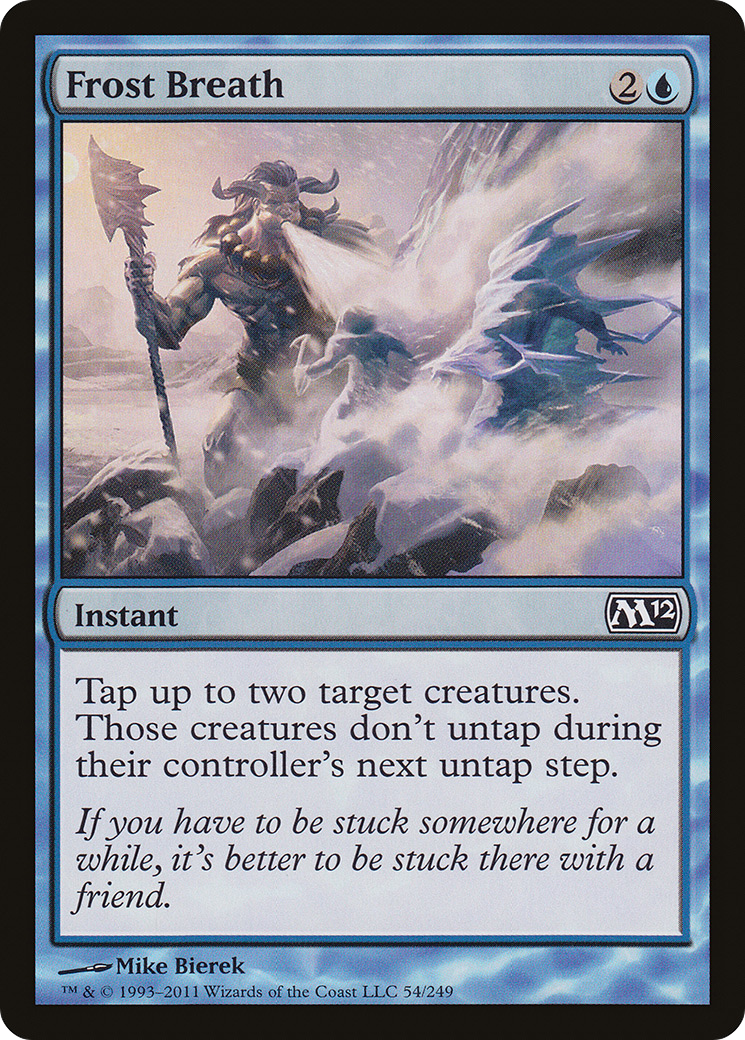 Frost Breath 2
Instant M12
Tap up to two target creatures.
Those creatures don't untap during
their controller's next untap step.
If you have to be stuck somewhere for a
while, it's better to be stuck there with a
friend.
Mike Bierek
™ & © 1993–2011 Wizards of the Coast LLC 54/249